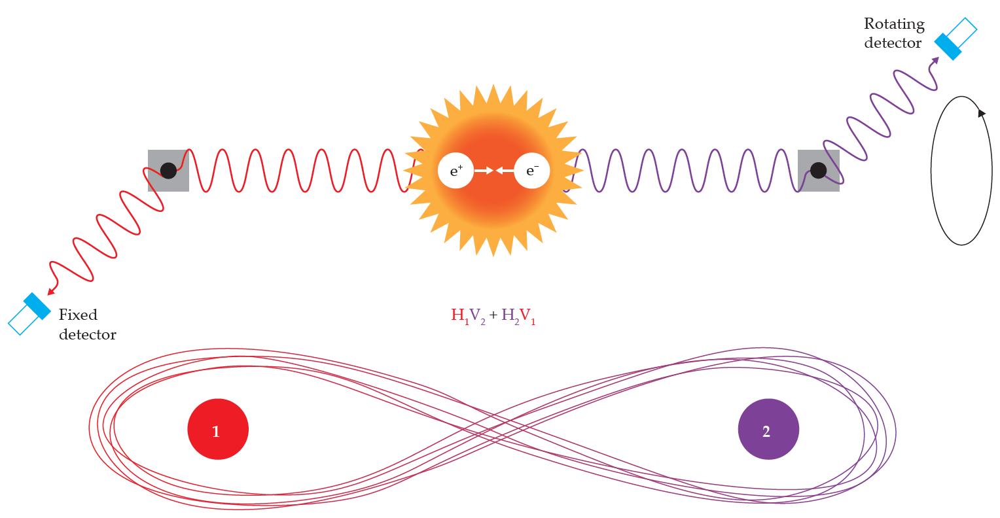 Rotating
detector
e⁺
e⁻
Fixed
detector
H₁V₂ + H₂V₁
1
2